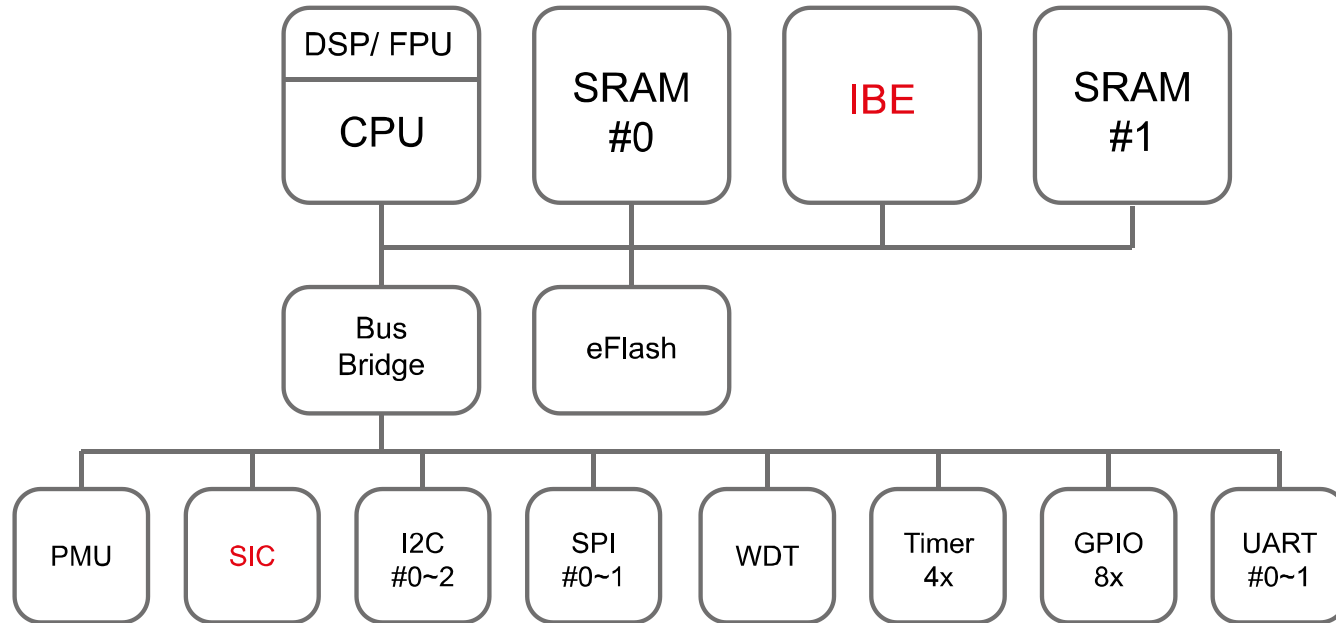 DSP/ FPU
CPU
SRAM
#0
IBE
SRAM
#1
Bus
Bridge
eFlash
PMU
SIC
I2C
#0~2
SPI
#0~1
WDT
Timer
4x
GPIO
8x
UART
#0~1